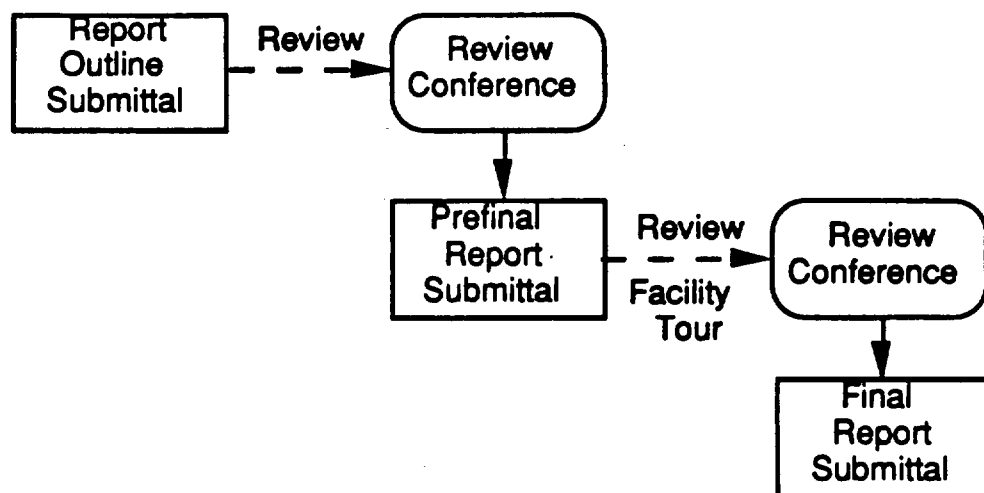 Report
Outline
Submittal
Review
Review
Conference
Prefinal
Report
Submittal
Review
Facility
Tour
Review
Conference
Final
Report
Submittal